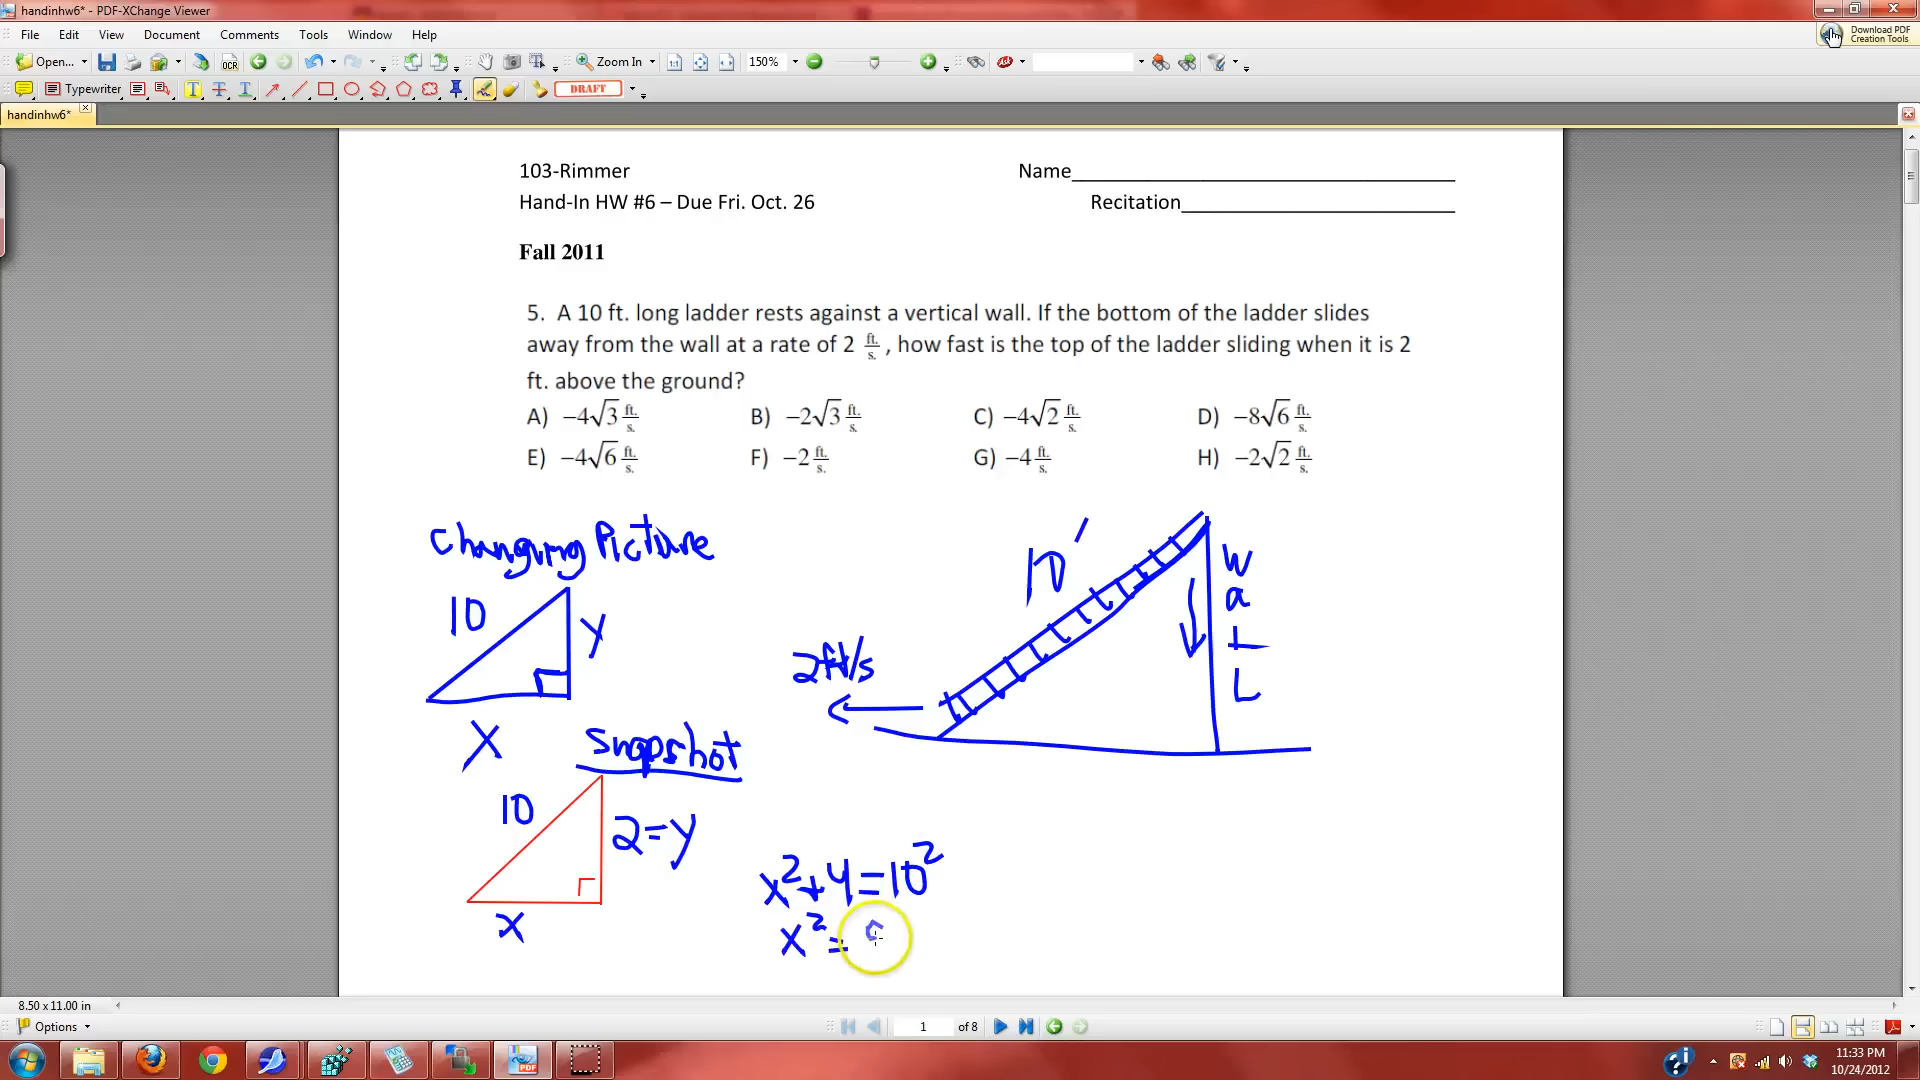 handinhw6* - PDF-XChange Viewer
File Edit View Document Comments Tools Window Help
Download PDF Creation Tools
Open... OCR Zoom In 150%
Typewriter DRAFT
handinhw6*
103-Rimmer Name
Hand-In HW #6 – Due Fri. Oct. 26 Recitation
Fall 2011
5. A 10 ft. long ladder rests against a vertical wall. If the bottom of the ladder slides
away from the wall at a rate of 2 ft./s. , how fast is the top of the ladder sliding when it is 2
ft. above the ground?
A) −4√3 ft./s. B) −2√3 ft./s. C) −4√2 ft./s. D) −8√6 ft./s.
E) −4√6 ft./s. F) −2 ft./s. G) −4 ft./s. H) −2√2 ft./s.
Changing Picture
10
y
x
10'
WaLL
2ft/s
Snapshot
10
2=y
x
x²+4=10²
x²=
8.50 x 11.00 in
Options 1 of 8
11:33 PM
10/24/2012